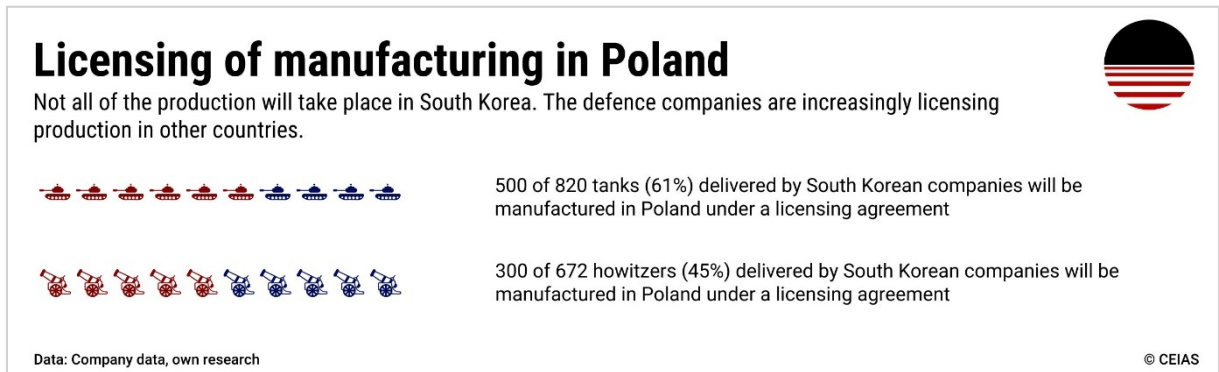 Licensing of manufacturing in Poland
Not all of the production will take place in South Korea. The defence companies are increasingly licensing
production in other countries.
500 of 820 tanks (61%) delivered by South Korean companies will be
manufactured in Poland under a licensing agreement
300 of 672 howitzers (45%) delivered by South Korean companies will be
manufactured in Poland under a licensing agreement
Data: Company data, own research
© CEIAS